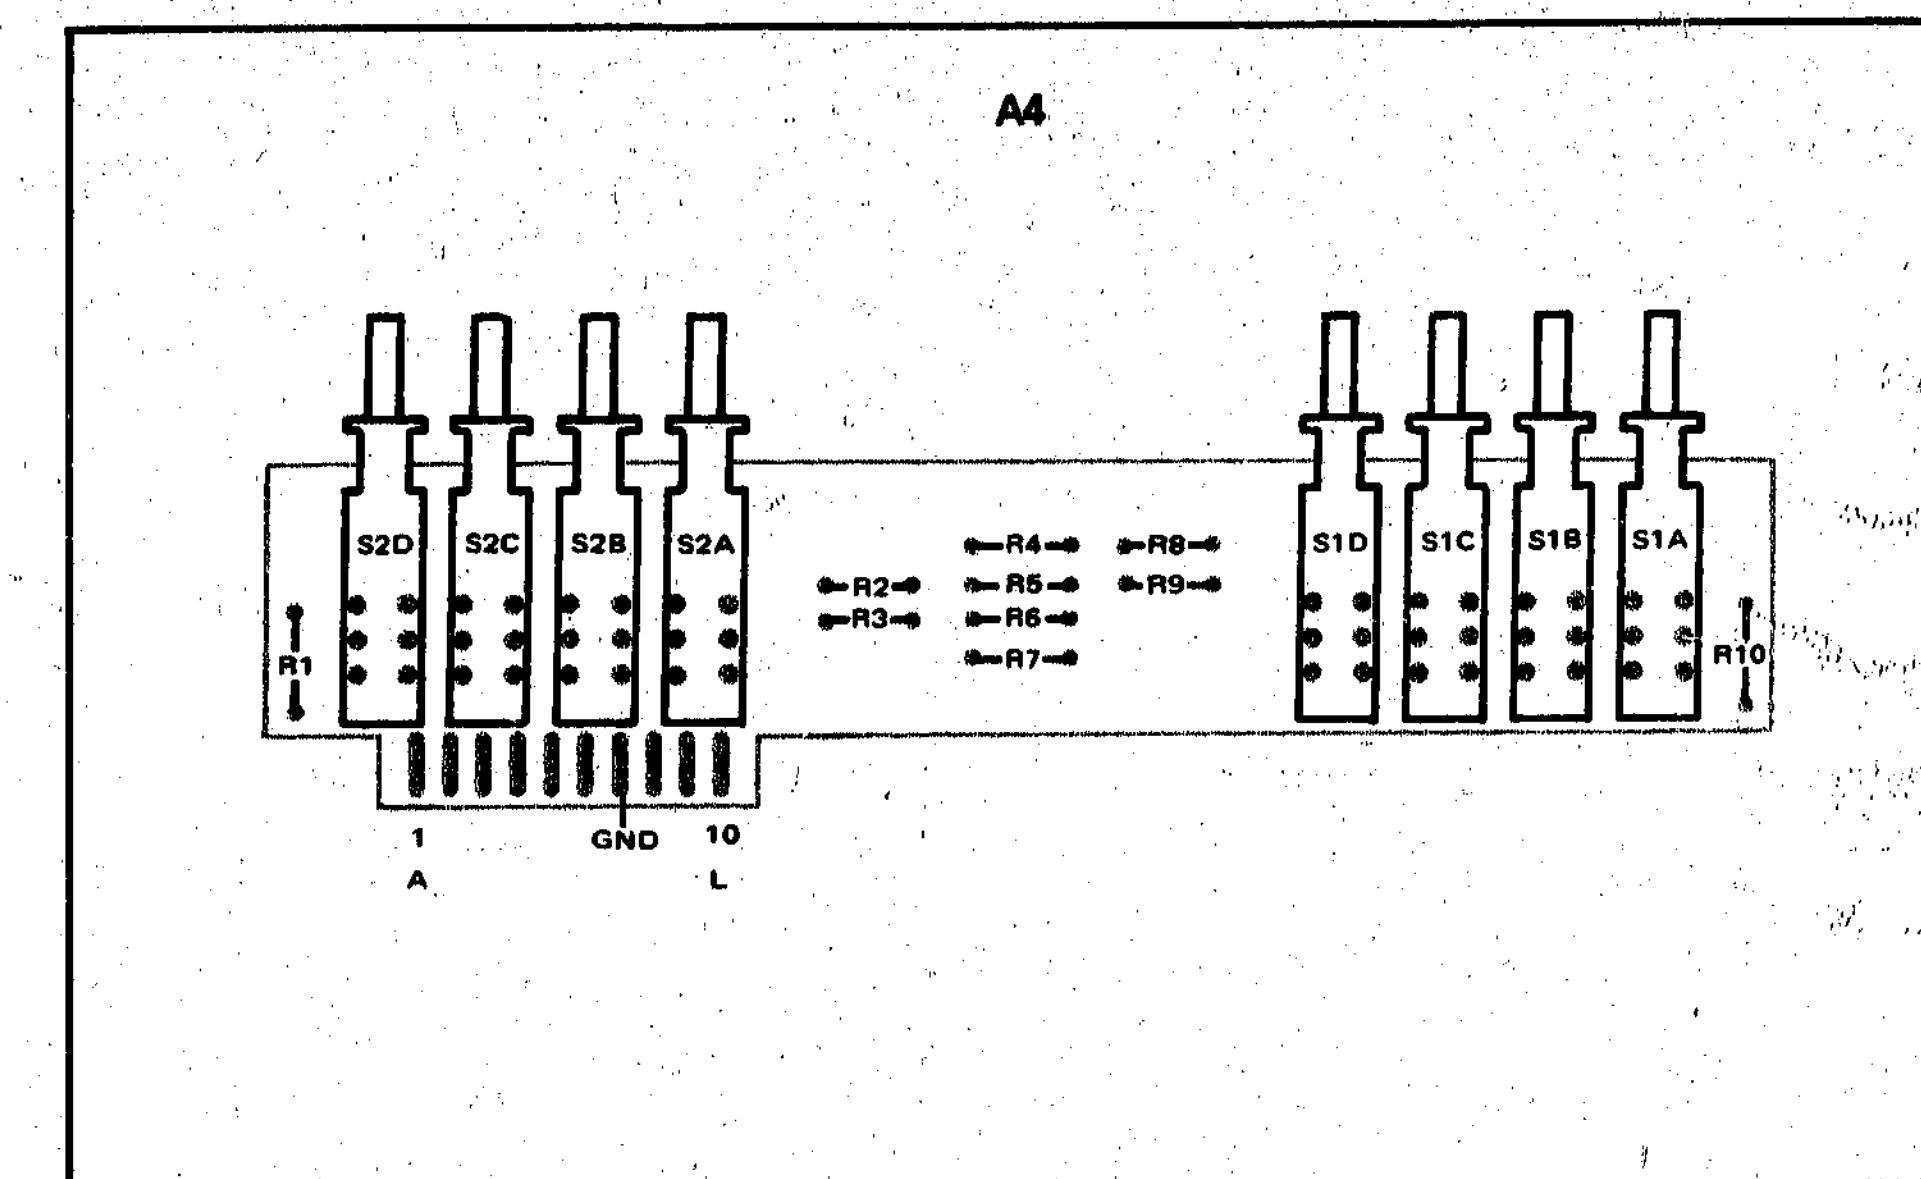 A4
S2D S2C S2B S2A R4 R8 S1D S1C S1B S1A
R2 R5 R9
R3 R6
R1 R7 R10
1 GND 10
A L